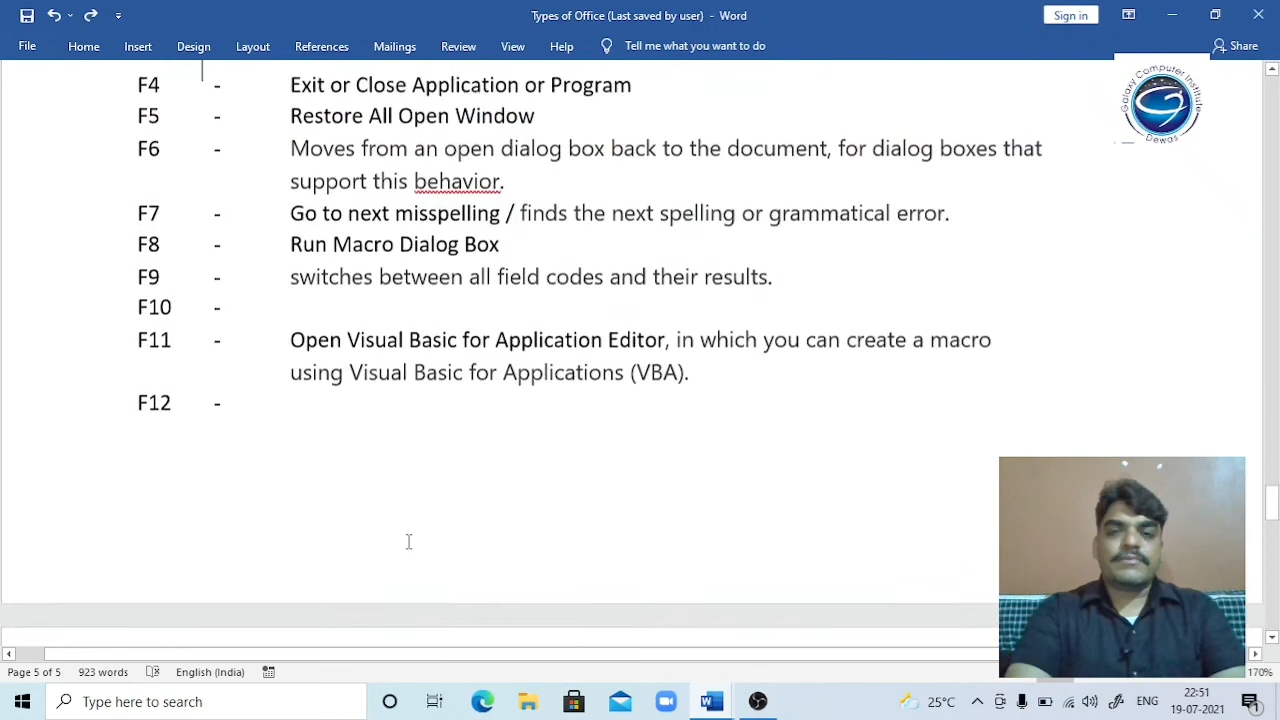 Types of Office (Last saved by user) - Word
Sign in
File Home Insert Design Layout References Mailings Review View Help Tell me what you want to do Share
F4 - Exit or Close Application or Program
F5 - Restore All Open Window
F6 - Moves from an open dialog box back to the document, for dialog boxes that
support this behavior.
F7 - Go to next misspelling / finds the next spelling or grammatical error.
F8 - Run Macro Dialog Box
F9 - switches between all field codes and their results.
F10 -
F11 - Open Visual Basic for Application Editor, in which you can create a macro
using Visual Basic for Applications (VBA).
F12 -
Galaxy Computer Institute
Dewas
Page 5 of 5 923 words English (India) 170%
Type here to search
25°C ENG 22:51
19-07-2021
1